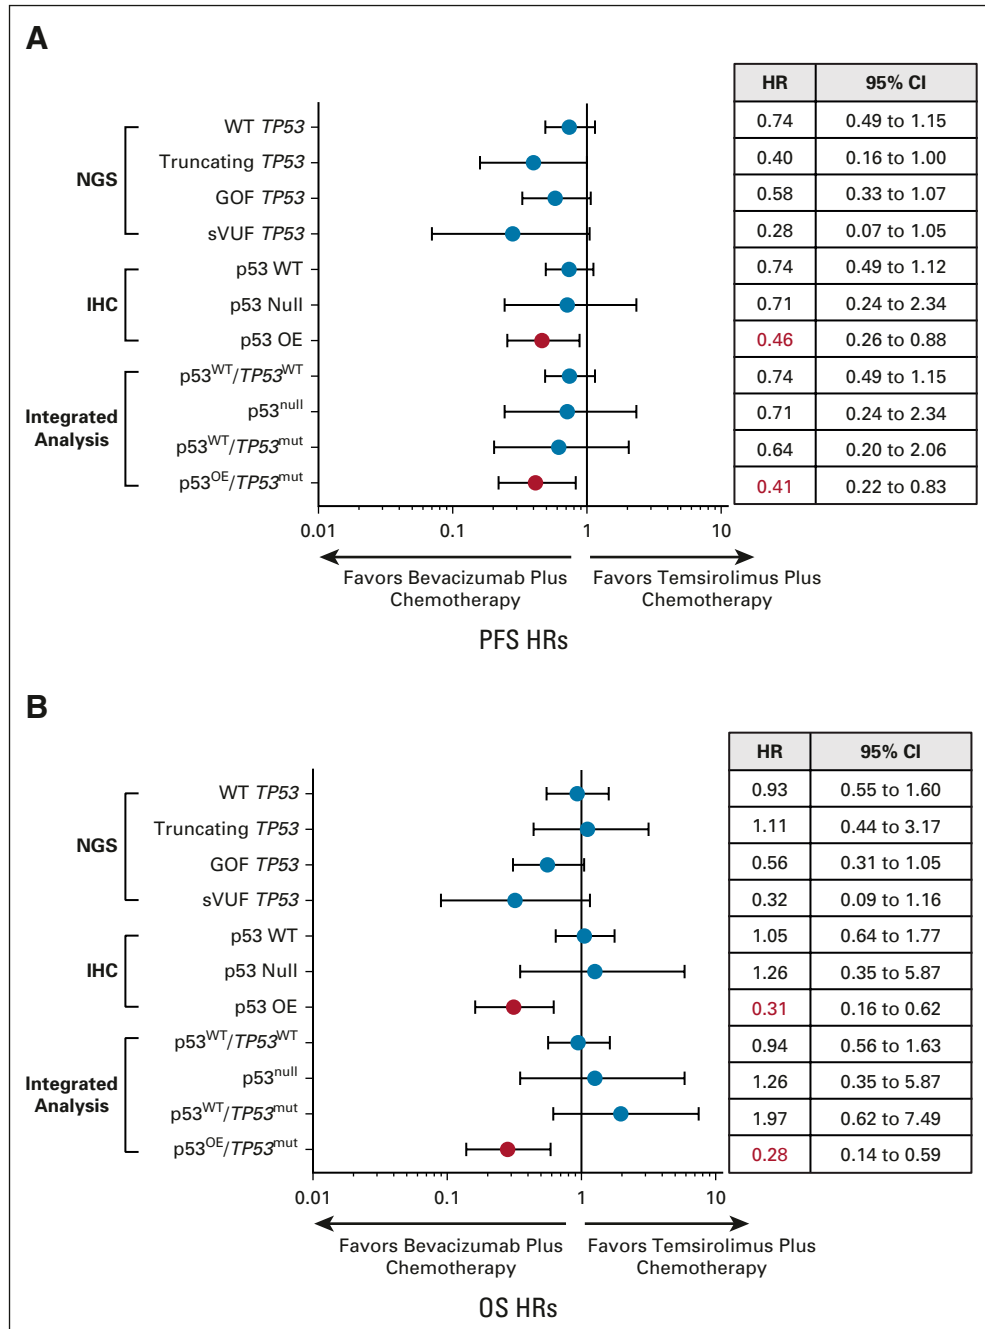 A
HR 95% CI
NGS
WT TP53 0.74 0.49 to 1.15
Truncating TP53 0.40 0.16 to 1.00
GOF TP53 0.58 0.33 to 1.07
sVUF TP53 0.28 0.07 to 1.05
IHC
p53 WT 0.74 0.49 to 1.12
p53 Null 0.71 0.24 to 2.34
p53 OE 0.46 0.26 to 0.88
Integrated
Analysis
p53WT/TP53WT 0.74 0.49 to 1.15
p53null 0.71 0.24 to 2.34
p53WT/TP53mut 0.64 0.20 to 2.06
p53OE/TP53mut 0.41 0.22 to 0.83
0.01 0.1 1 10
Favors Bevacizumab Plus
Chemotherapy
Favors Temsirolimus Plus
Chemotherapy
PFS HRs
B
HR 95% CI
NGS
WT TP53 0.93 0.55 to 1.60
Truncating TP53 1.11 0.44 to 3.17
GOF TP53 0.56 0.31 to 1.05
sVUF TP53 0.32 0.09 to 1.16
IHC
p53 WT 1.05 0.64 to 1.77
p53 Null 1.26 0.35 to 5.87
p53 OE 0.31 0.16 to 0.62
Integrated
Analysis
p53WT/TP53WT 0.94 0.56 to 1.63
p53null 1.26 0.35 to 5.87
p53WT/TP53mut 1.97 0.62 to 7.49
p53OE/TP53mut 0.28 0.14 to 0.59
0.01 0.1 1 10
Favors Bevacizumab Plus
Chemotherapy
Favors Temsirolimus Plus
Chemotherapy
OS HRs